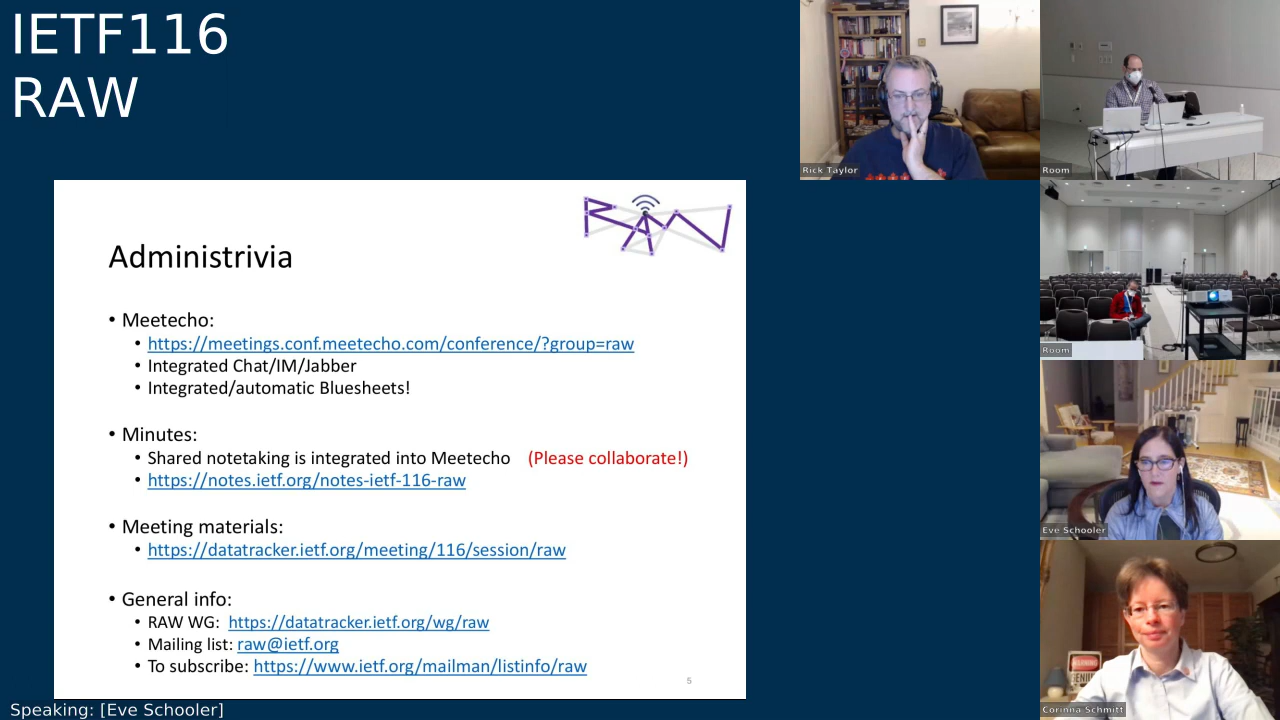 IETF116
RAW
Rick Taylor
Room
RAW
Administrivia
• Meetecho:
• https://meetings.conf.meetecho.com/conference/?group=raw
• Integrated Chat/IM/Jabber
• Integrated/automatic Bluesheets!
• Minutes:
• Shared notetaking is integrated into Meetecho (Please collaborate!)
• https://notes.ietf.org/notes-ietf-116-raw
• Meeting materials:
• https://datatracker.ietf.org/meeting/116/session/raw
• General info:
• RAW WG: https://datatracker.ietf.org/wg/raw
• Mailing list: raw@ietf.org
• To subscribe: https://www.ietf.org/mailman/listinfo/raw
5
Room
Eve Schooler
WARNING
GENIUS
Corinna Schmitt
Speaking: [Eve Schooler]